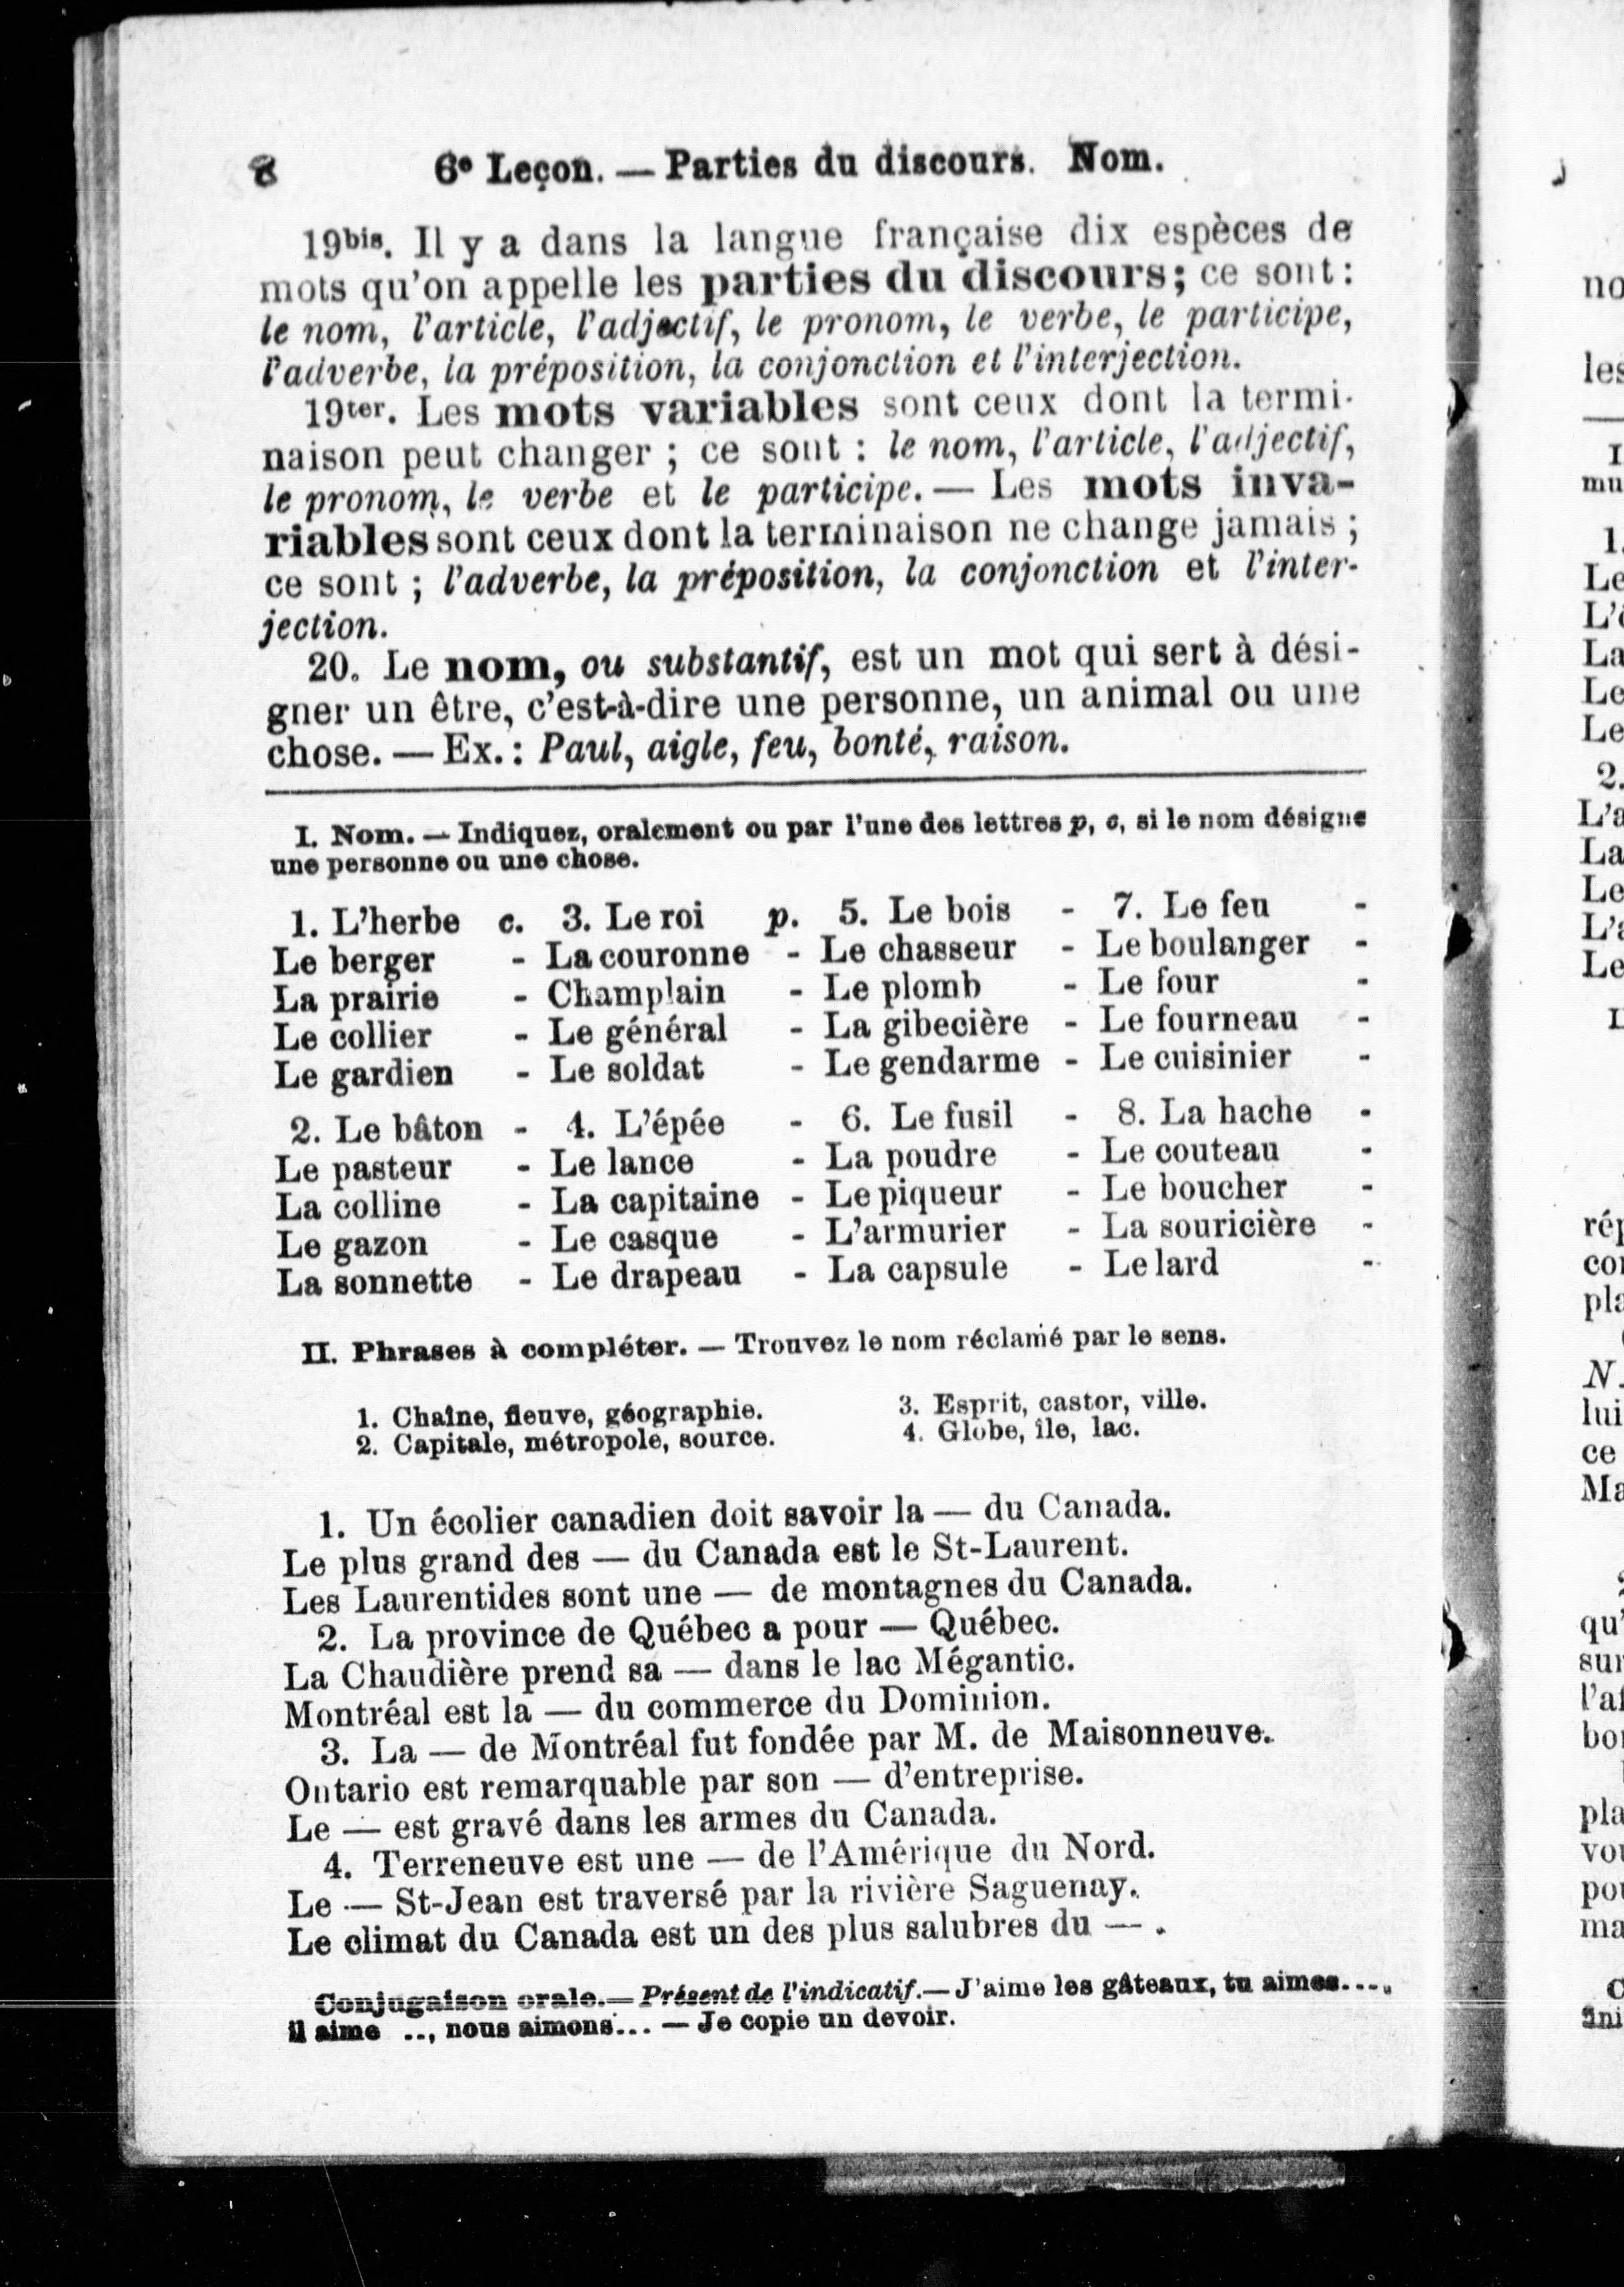 8 6e Leçon. — Parties du discours. Nom.
19bis. Il y a dans la langue française dix espèces de
mots qu'on appelle les parties du discours; ce sont:
le nom, l'article, l'adjectif, le pronom, le verbe, le participe,
l'adverbe, la préposition, la conjonction et l'interjection.
19ter. Les mots variables sont ceux dont la termi-
naison peut changer ; ce sont : le nom, l'article, l'adjectif,
le pronom, le verbe et le participe. — Les mots inva-
riables sont ceux dont la terminaison ne change jamais ;
ce sont ; l'adverbe, la préposition, la conjonction et l'inter-
jection.
20. Le nom, ou substantif, est un mot qui sert à dési-
gner un être, c'est-à-dire une personne, un animal ou une
chose. — Ex.: Paul, aigle, feu, bonté, raison.
I. Nom. — Indiquez, oralement ou par l'une des lettres p, c, si le nom désigne
une personne ou une chose.
1. L'herbe c. 3. Le roi p. 5. Le bois - 7. Le feu -
Le berger - La couronne - Le chasseur - Le boulanger -
La prairie - Champlain - Le plomb - Le four -
Le collier - Le général - La gibecière - Le fourneau -
Le gardien - Le soldat - Le gendarme - Le cuisinier -
2. Le bâton - 4. L'épée - 6. Le fusil - 8. La hache -
Le pasteur - Le lance - La poudre - Le couteau -
La colline - La capitaine - Le piqueur - Le boucher -
Le gazon - Le casque - L'armurier - La souricière -
La sonnette - Le drapeau - La capsule - Le lard -
II. Phrases à compléter. — Trouvez le nom réclamé par le sens.
1. Chaîne, fleuve, géographie. 3. Esprit, castor, ville.
2. Capitale, métropole, source. 4. Globe, île, lac.
1. Un écolier canadien doit savoir la — du Canada.
Le plus grand des — du Canada est le St-Laurent.
Les Laurentides sont une — de montagnes du Canada.
2. La province de Québec a pour — Québec.
La Chaudière prend sa — dans le lac Mégantic.
Montréal est la — du commerce du Dominion.
3. La — de Montréal fut fondée par M. de Maisonneuve.
Ontario est remarquable par son — d'entreprise.
Le — est gravé dans les armes du Canada.
4. Terreneuve est une — de l'Amérique du Nord.
Le — St-Jean est traversé par la rivière Saguenay.
Le climat du Canada est un des plus salubres du — .
Conjugaison orale. — Présent de l'indicatif. — J'aime les gâteaux, tu aimes....
il aime .., nous aimons... — Je copie un devoir.